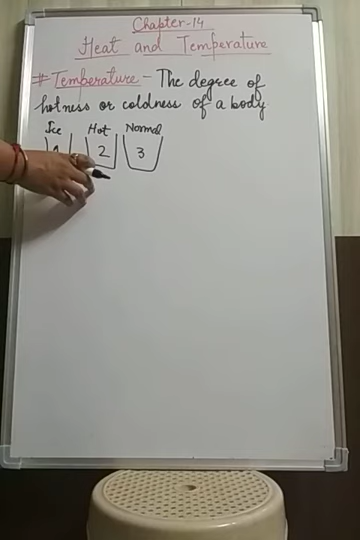 Chapter-14
Heat and Temperature
# Temperature - The degree of
hotness or coldness of a body
Ice Hot Normal
1 2 3